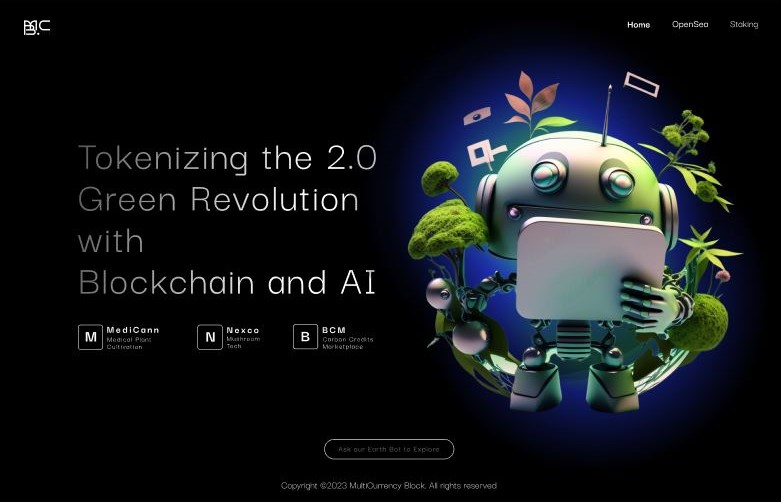 Home
OpenSea
Staking
Tokenizing the 2.0
Green Revolution
with
Blockchain and AI
M
MediCann
Medical Plant
Cultivation
N
Nexco
Mushroom
Tech
B
BCM
Carbon Credits
Marketplace
Ask our Earth Bot to Explore
Copyright ©2023 MultiCurrency Block. All rights reserved